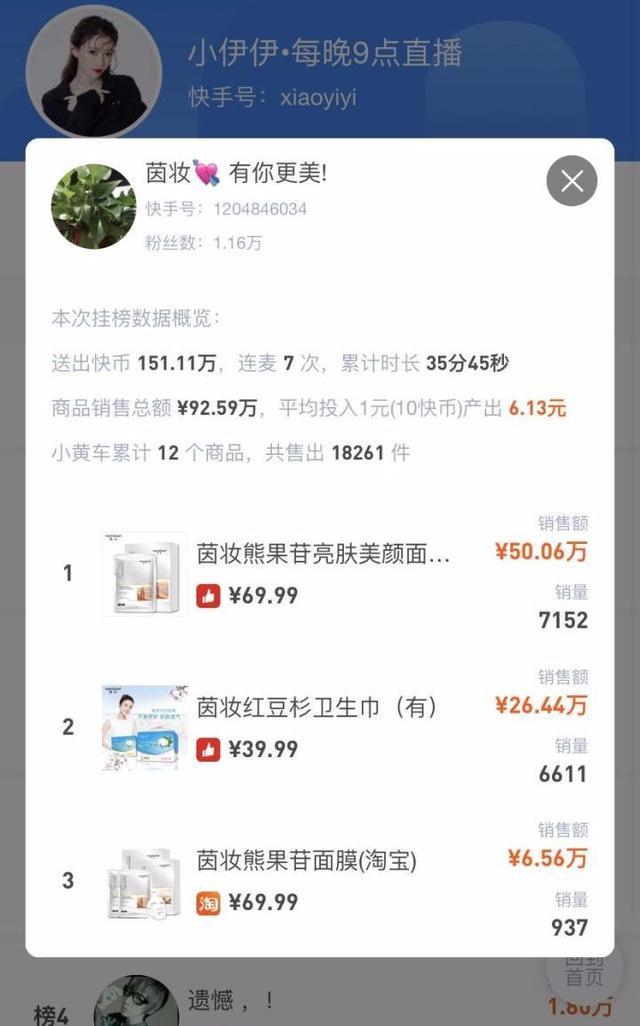 小伊伊•每晚9点直播
快手号：xiaoyiyi
茵妆💘 有你更美!
快手号：1204846034
粉丝数：1.16万
本次挂榜数据概览：
送出快币 151.11万，连麦 7 次，累计时长 35分45秒
商品销售总额 ¥92.59万，平均投入1元(10快币)产出 6.13元
小黄车累计 12 个商品，共售出 18261 件
1
茵妆熊果苷亮肤美颜面...
¥69.99
销售额
¥50.06万
销量
7152
2
茵妆红豆杉卫生巾（有）
¥39.99
销售额
¥26.44万
销量
6611
3
茵妆熊果苷面膜(淘宝)
淘 ¥69.99
销售额
¥6.56万
销量
937
回到
首页
榜4
遗憾，！
1.80万